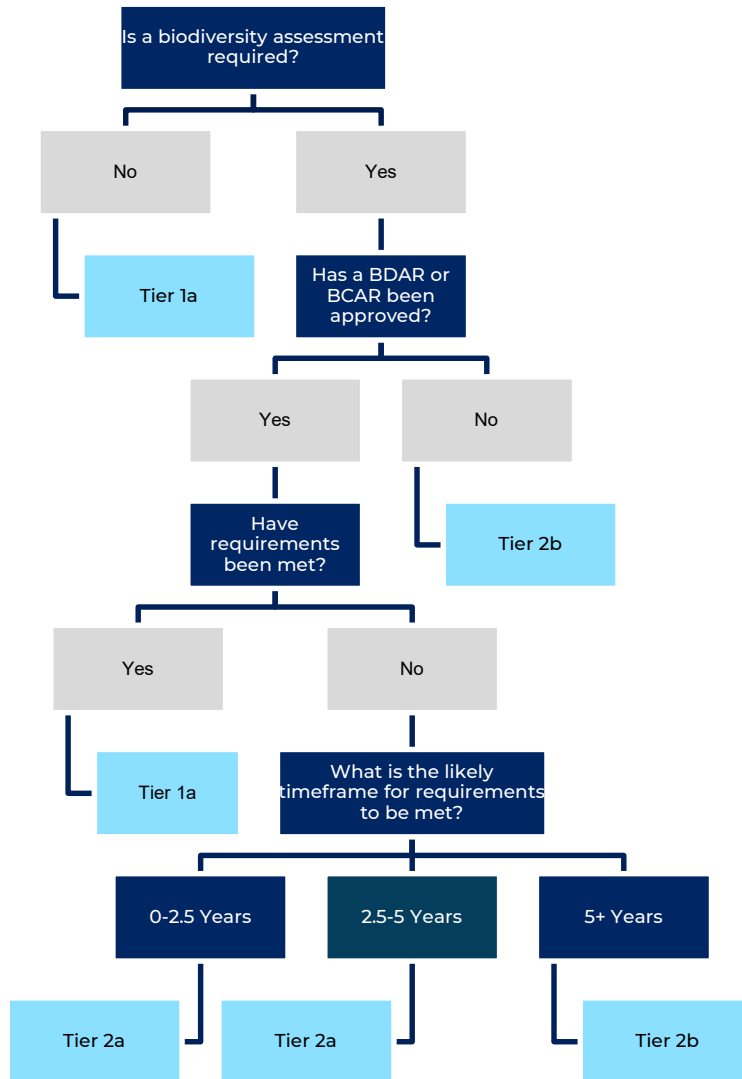 Is a biodiversity assessment
required?
No
Yes
Tier 1a
Has a BDAR or
BCAR been
approved?
Yes
No
Have
requirements
been met?
Tier 2b
Yes
No
Tier 1a
What is the likely
timeframe for requirements
to be met?
0-2.5 Years
2.5-5 Years
5+ Years
Tier 2a
Tier 2a
Tier 2b